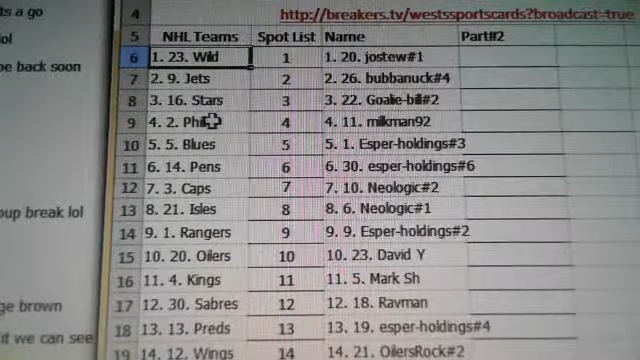 ts a go
4 http://breakers.tv/westssportscards?broadcast=true
lol
5 NHL Teams Spot List Name Part#2
be back soon
6 1. 23. Wild 1 1. 20. jostew#1
7 2. 9. Jets 2 2. 26. bubbanuck#4
8 3. 16. Stars 3 3. 22. Goalie-bill#2
9 4. 2. Phil 4 4. 11. milkman92
10 5. 5. Blues 5 5. 1. Esper-holdings#3
11 6. 14. Pens 6 6. 30. esper-holdings#6
12 7. 3. Caps 7 7. 10. Neologic#2
oup break lol
13 8. 21. Isles 8 8. 6. Neologic#1
14 9. 1. Rangers 9 9. 9. Esper-holdings#2
15 10. 20. Oilers 10 10. 23. David Y
16 11. 4. Kings 11 11. 5. Mark Sh
ge brown
17 12. 30. Sabres 12 12. 18. Ravman
18 13. 13. Preds 13 13. 19. esper-holdings#4
it we can see
19 14. 12. Wings 14 14. 21. OilersRock#2